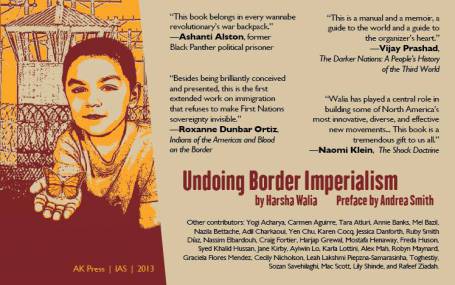 "This book belongs in every wannabe
revolutionary's war backpack."
—Ashanti Alston, former
Black Panther political prisoner
"Besides being brilliantly conceived
and presented, this is the first
extended work on immigration
that refuses to make First Nations
sovereignty invisible."
—Roxanne Dunbar Ortiz,
Indians of the Americas and Blood
on the Border
"This is a manual and a memoir, a
guide to the world and a guide to
the organizer's heart."
—Vijay Prashad,
The Darker Nations: A People's History
of the Third World
"Walia has played a central role in
building some of North America's
most innovative, diverse, and effective
new movements... This book is a
tremendous gift to us all."
—Naomi Klein, The Shock Doctrine
Undoing Border Imperialism
by Harsha Walia Preface by Andrea Smith
Other contributors: Yogi Acharya, Carmen Aguirre, Tara Atluri, Annie Banks, Mel Bazil,
Nazila Bettache, Adil Charkaoui, Yen Chu, Karen Cocq, Jessica Danforth, Ruby Smith
Díaz, Nassim Elbardouh, Craig Fortier, Harjap Grewal, Mostafa Henaway, Freda Huson,
Syed Khalid Hussan, Jane Kirby, Aylwin Lo, Karla Lottini, Alex Mah, Robyn Maynard,
Graciela Flores Mendez, Cecily Nicholson, Leah Lakshmi Piepzna-Samarasinha, Toghestiy,
Sozan Savehilaghi, Mac Scott, Lily Shinde, and Rafeef Ziadah.
AK Press | IAS | 2013